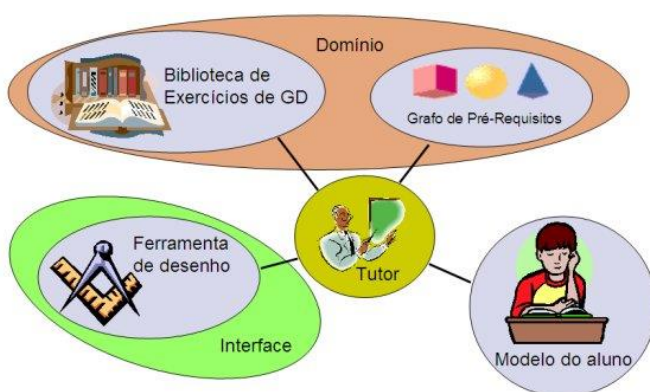 Domínio
Biblioteca de
Exercícios de GD
Grafo de Pré-Requisitos
Ferramenta
de desenho
Tutor
Interface
Modelo do aluno